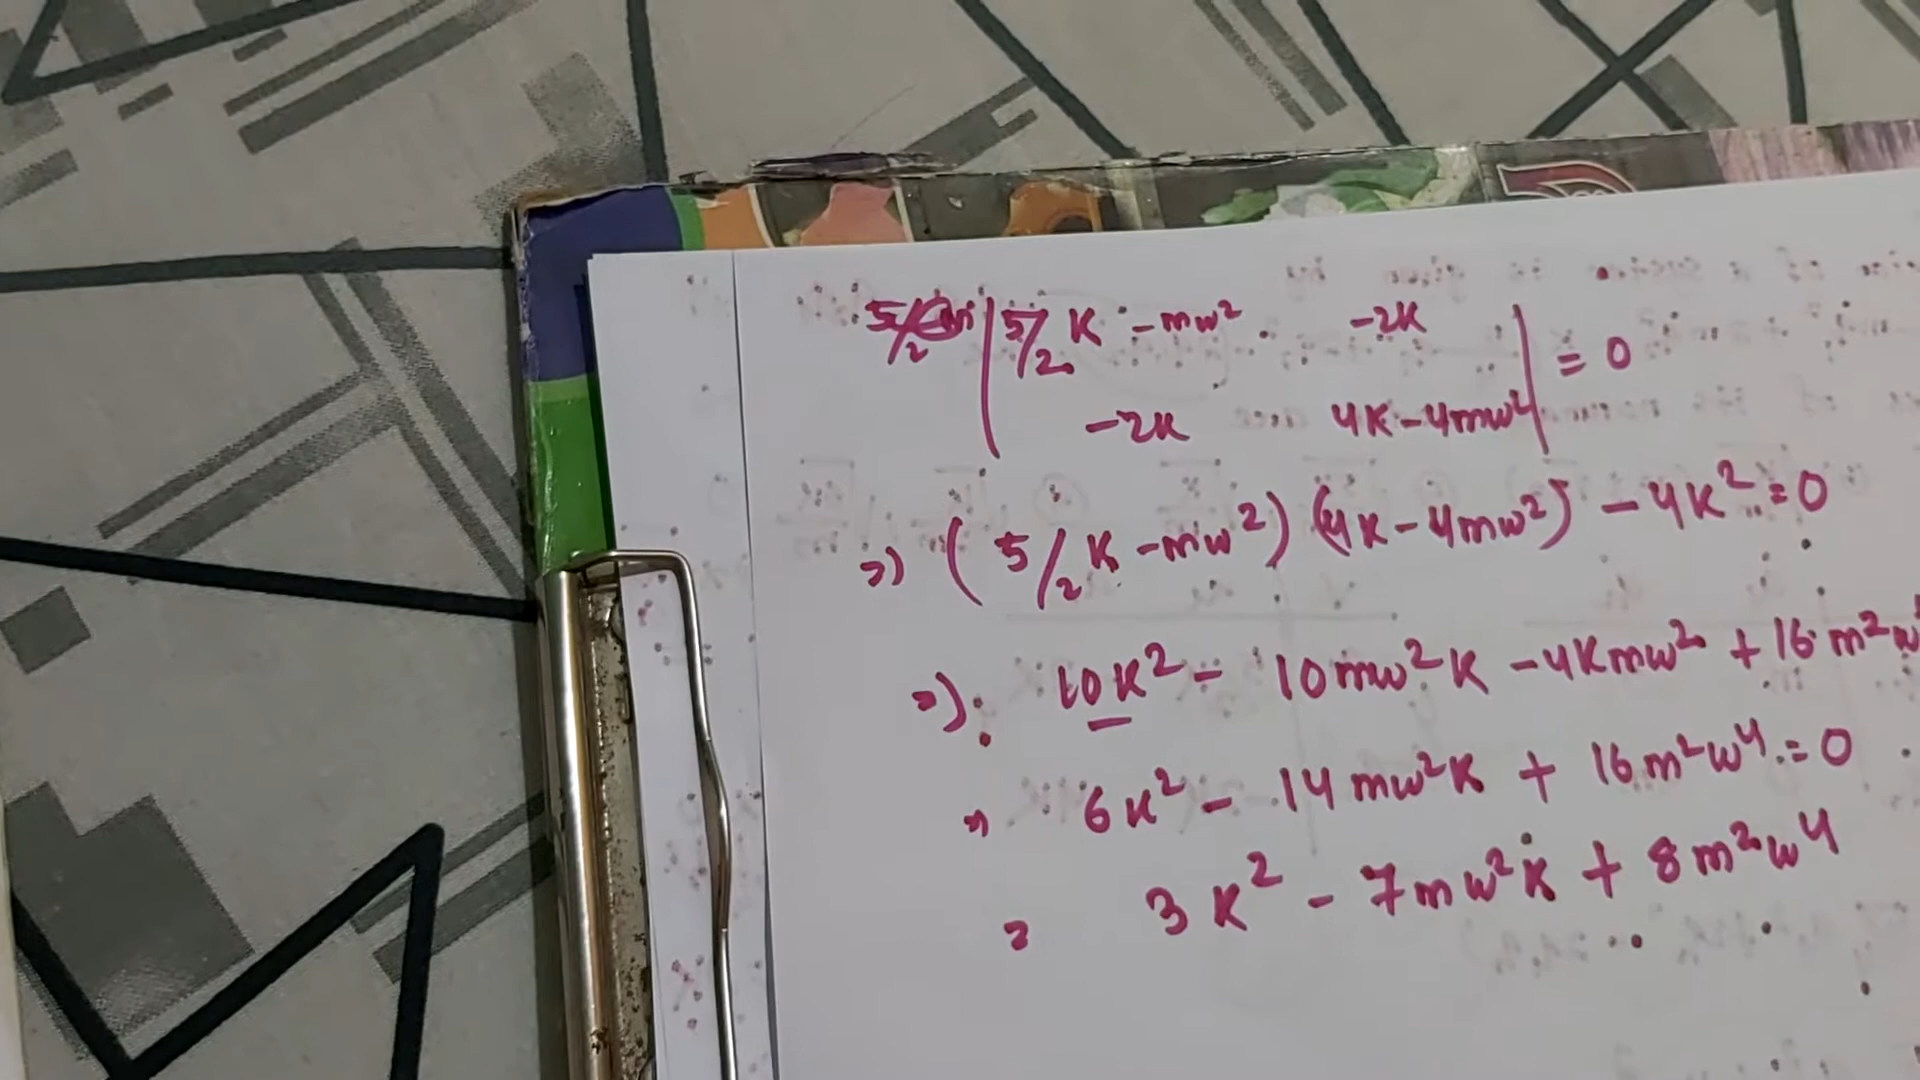 5/2 | 5/2 K - mw² -2K | = 0
-2K 4K - 4mw²
=) (5/2 K - mw²) (4K - 4mw²) - 4K² = 0
=) 10K² - 10mw²K - 4Kmw² + 16m²w
=) 6K² - 14mw²K + 16m²w⁴ = 0
= 3K² - 7mw²K + 8m²w⁴